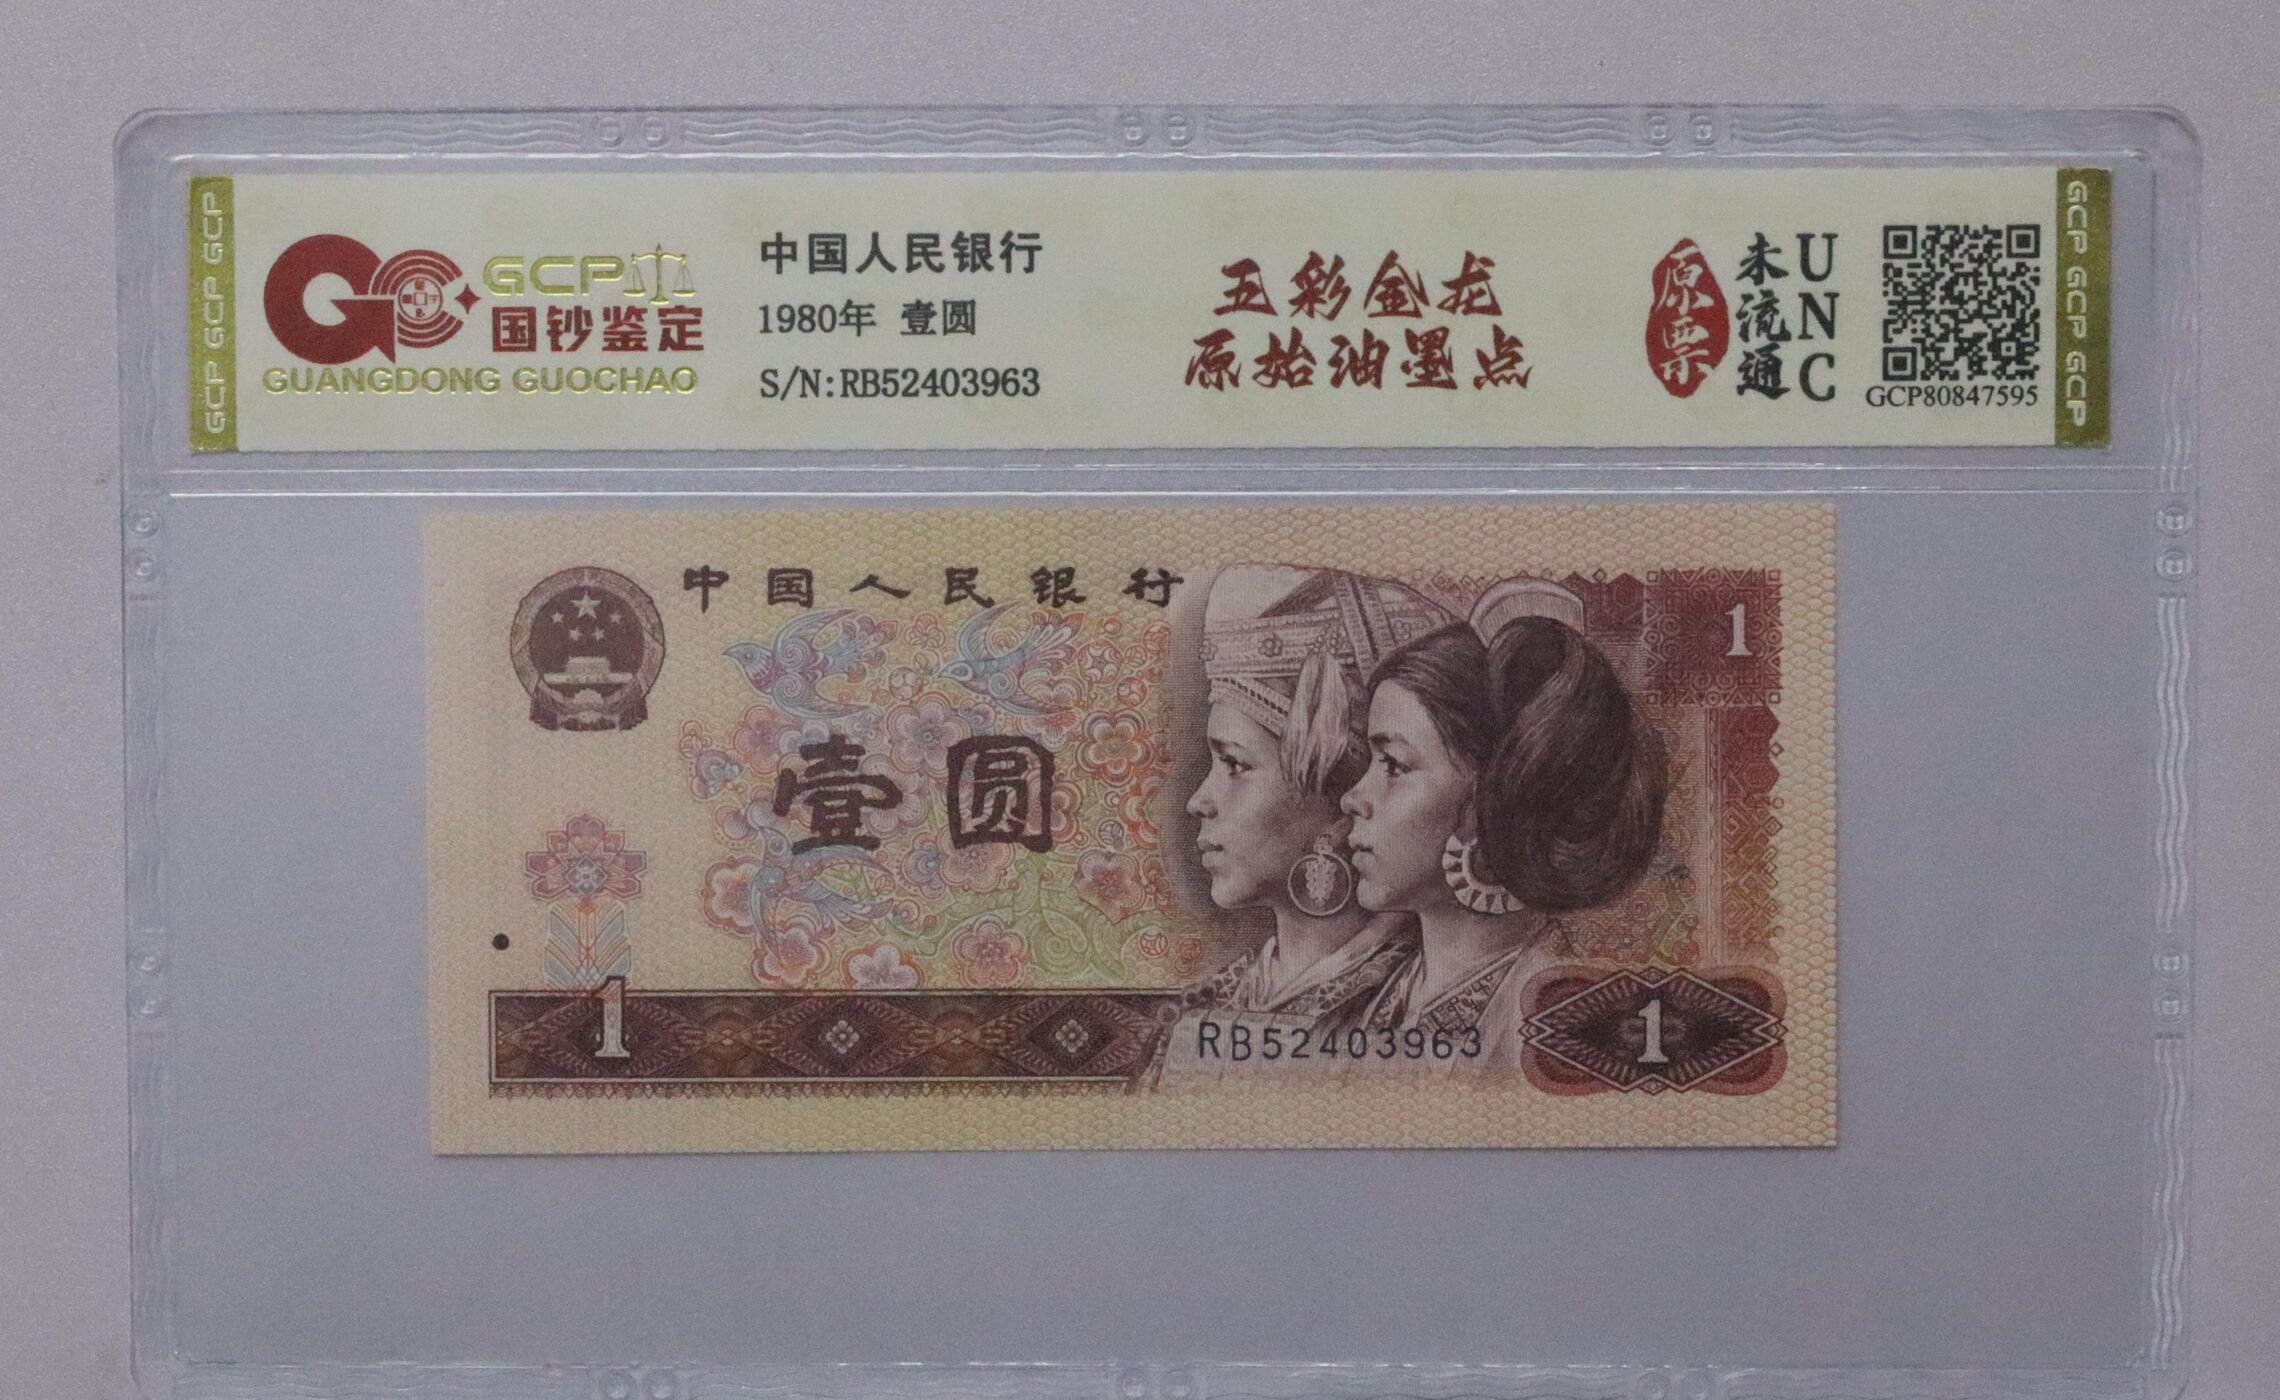 GCP GCP GCP
GCP
国钞鉴定
GUANGDONG GUOCHAO
中国人民银行
1980年 壹圆
S/N:RB52403963
五彩金龙
原始油墨点
原票
未流通
UNC
GCP80847595
GCP GCP GCP
中国人民银行
1
壹圆
1
RB52403963
1